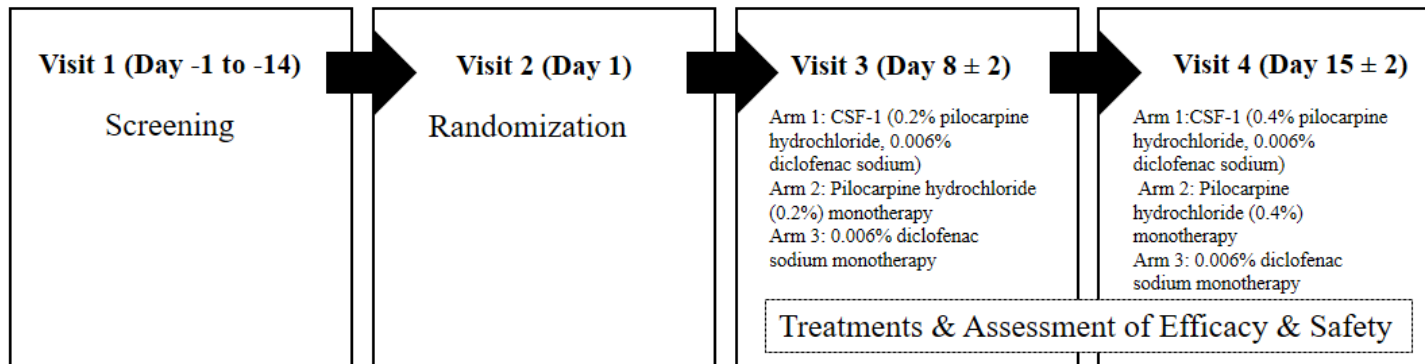 Visit 1 (Day -1 to -14)
Screening
Visit 2 (Day 1)
Randomization
Visit 3 (Day 8 ± 2)
Arm 1: CSF-1 (0.2% pilocarpine
hydrochloride, 0.006%
diclofenac sodium)
Arm 2: Pilocarpine hydrochloride
(0.2%) monotherapy
Arm 3: 0.006% diclofenac
sodium monotherapy
Visit 4 (Day 15 ± 2)
Arm 1:CSF-1 (0.4% pilocarpine
hydrochloride, 0.006%
diclofenac sodium)
Arm 2: Pilocarpine
hydrochloride (0.4%)
monotherapy
Arm 3: 0.006% diclofenac
sodium monotherapy
Treatments & Assessment of Efficacy & Safety